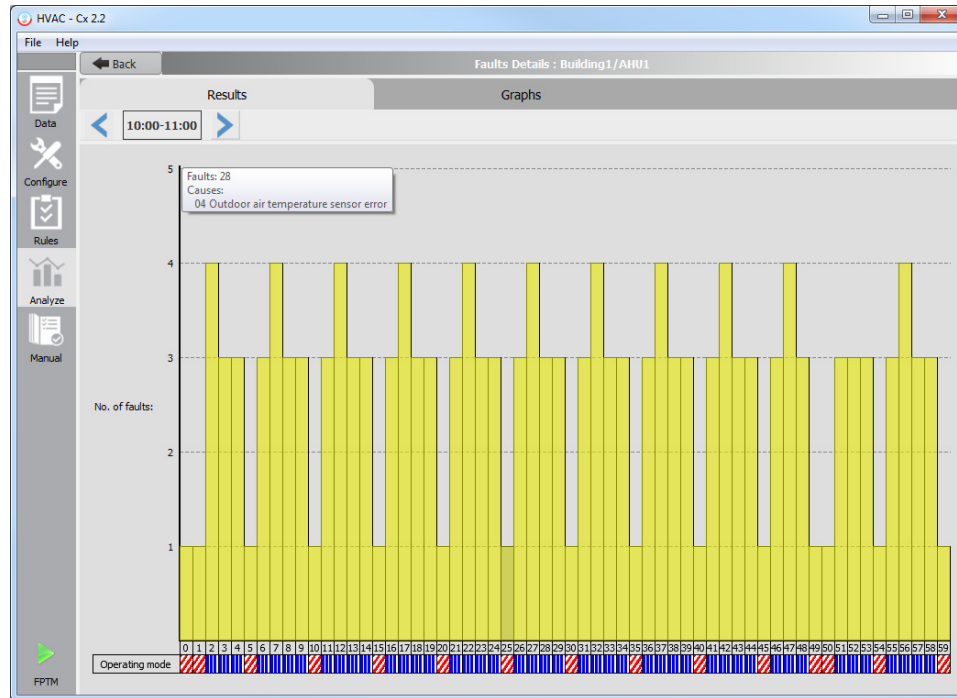 HVAC - Cx 2.2
File Help
Back
Faults Details : Building1/AHU1
Results Graphs
Data
10:00-11:00
Configure
Rules
Analyze
Manual
FPTM
Faults: 28
Causes:
04 Outdoor air temperature sensor error
5
4
3
No. of faults:
2
1
0 1 2 3 4 5 6 7 8 9 10 11 12 13 14 15 16 17 18 19 20 21 22 23 24 25 26 27 28 29 30 31 32 33 34 35 36 37 38 39 40 41 42 43 44 45 46 47 48 49 50 51 52 53 54 55 56 57 58 59
Operating mode